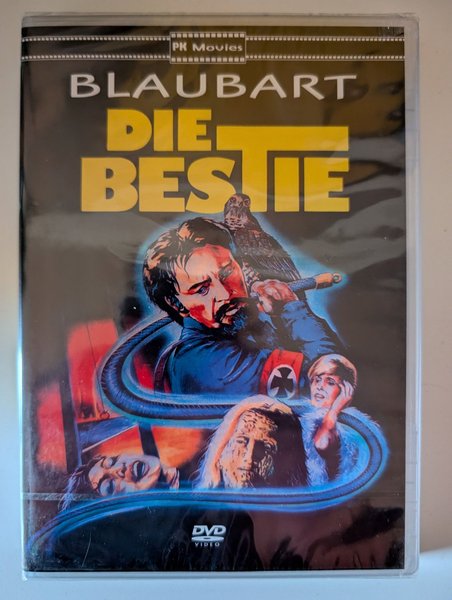 PK Movies
BLAUBART
DIE
BESTIE
DVD
VIDEO